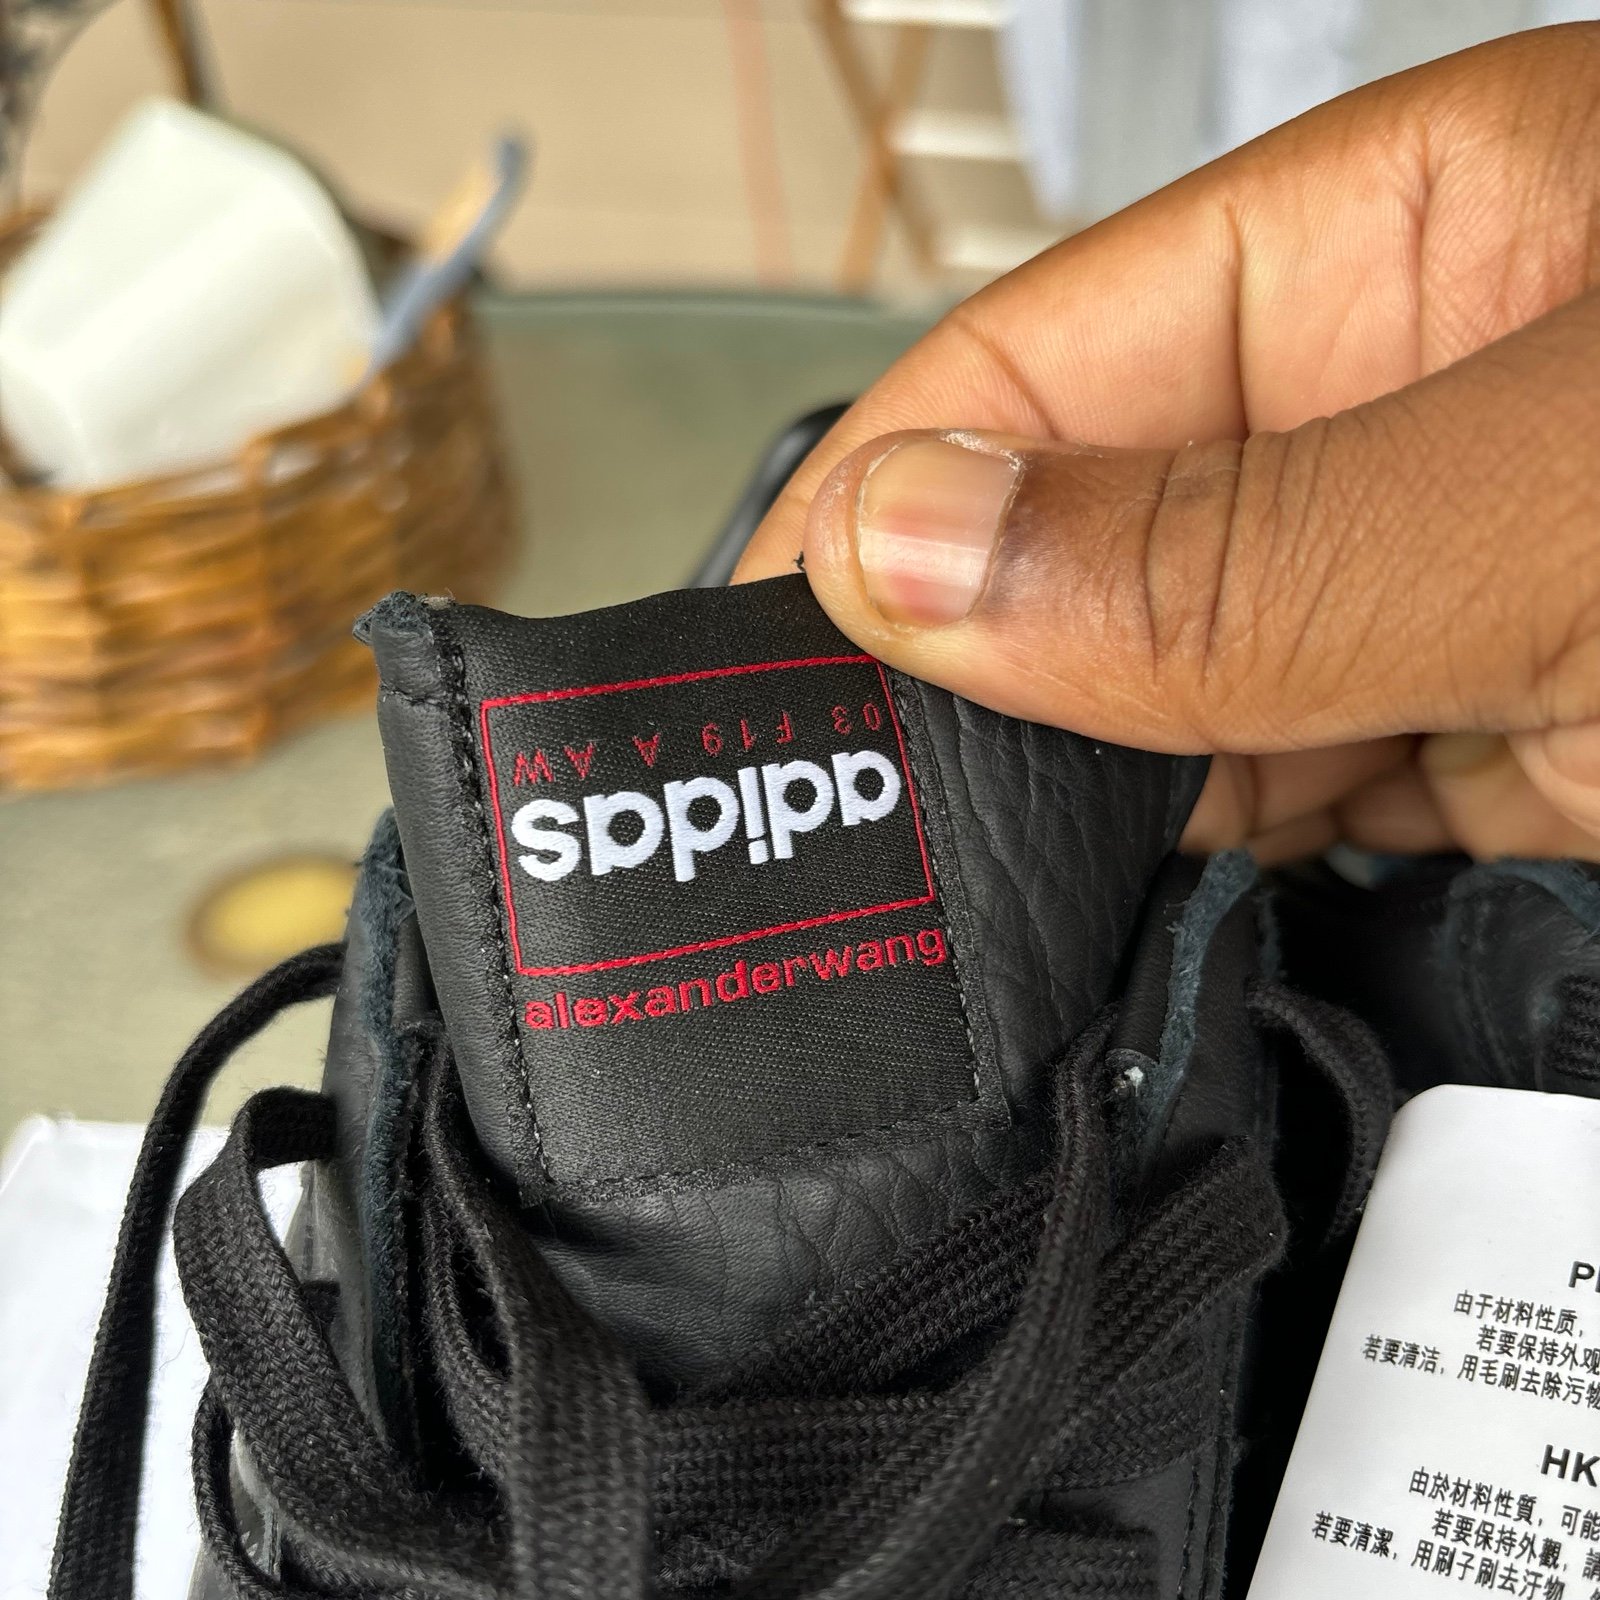 03 F19 A AW
adidas
alexanderwang
由于材料性质,
若要保持外观
若要清洁, 用毛刷去除污物
HK
由於材料性質, 可能
若要保持外觀, 請
若要清潔, 用刷子刷去汙物